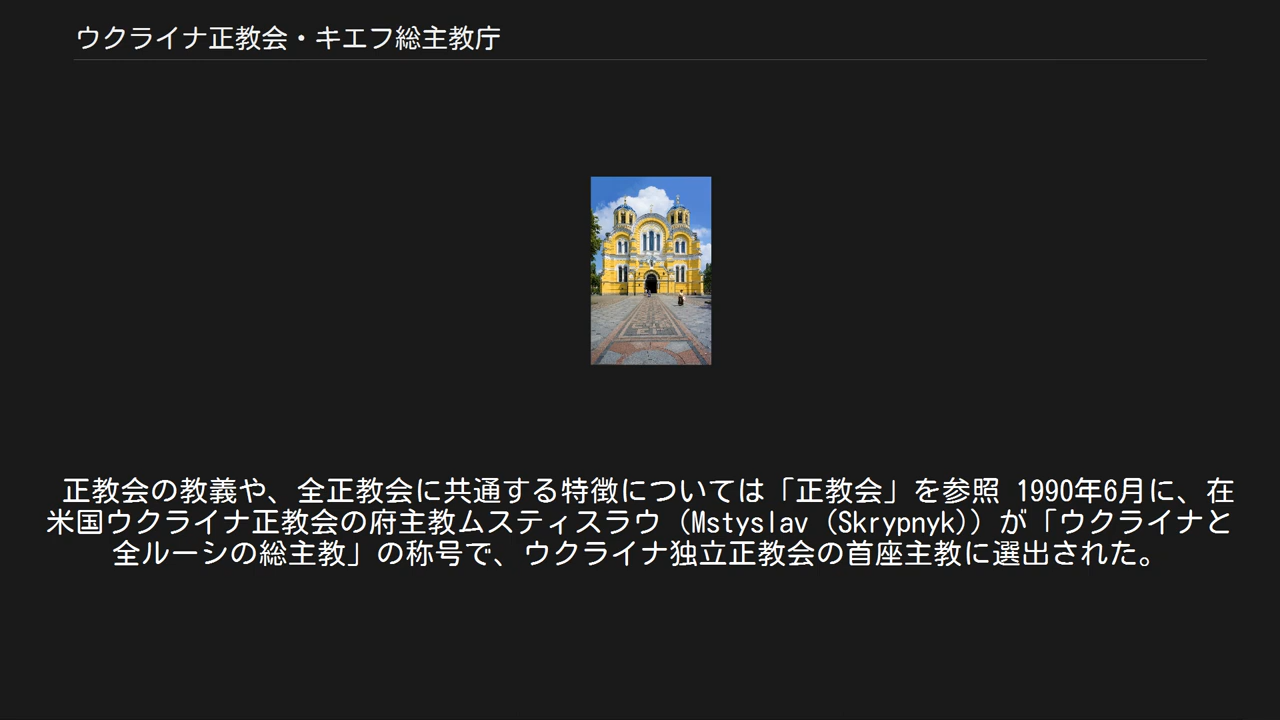 ウクライナ正教会・キエフ総主教庁
正教会の教義や、全正教会に共通する特徴については「正教会」を参照 1990年6月に、在
米国ウクライナ正教会の府主教ムスティスラウ（Mstyslav（Skrypnyk））が「ウクライナと
全ルーシの総主教」の称号で、ウクライナ独立正教会の首座主教に選出された。